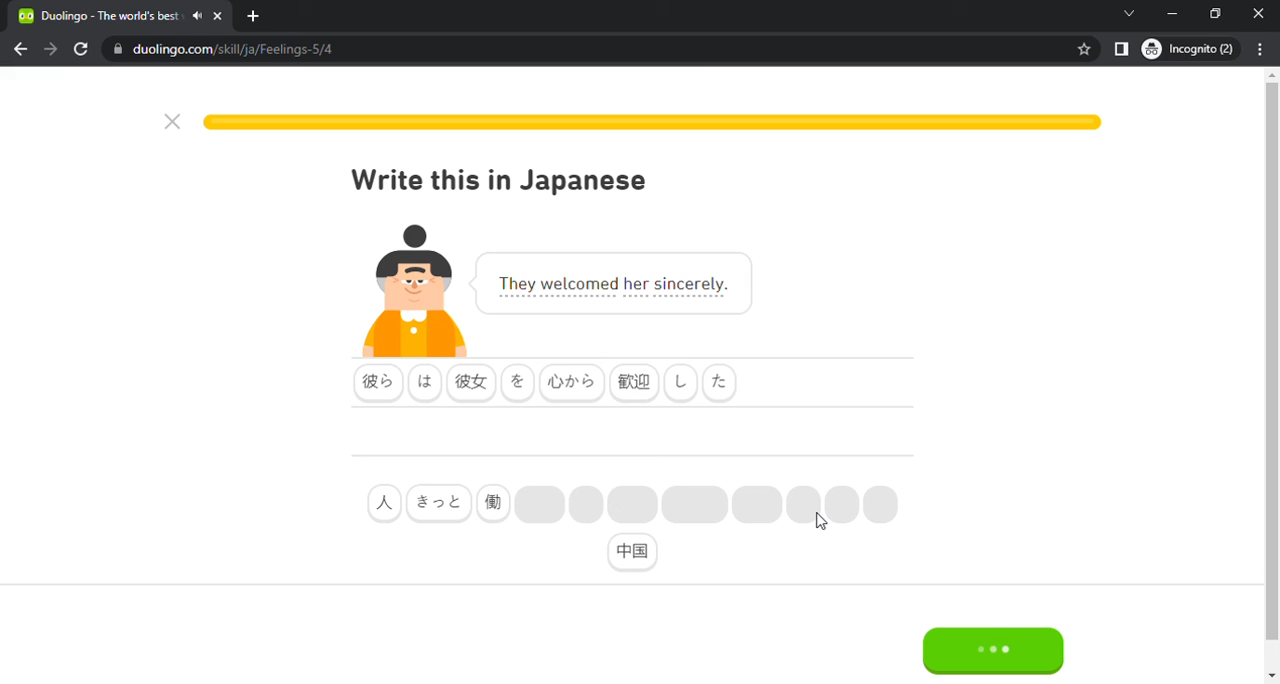 Duolingo - The world's best
duolingo.com/skill/ja/Feelings-5/4
Incognito (2)
Write this in Japanese
They welcomed her sincerely.
彼ら は 彼女 を 心から 歓迎 し た
人 きっと 働
中国